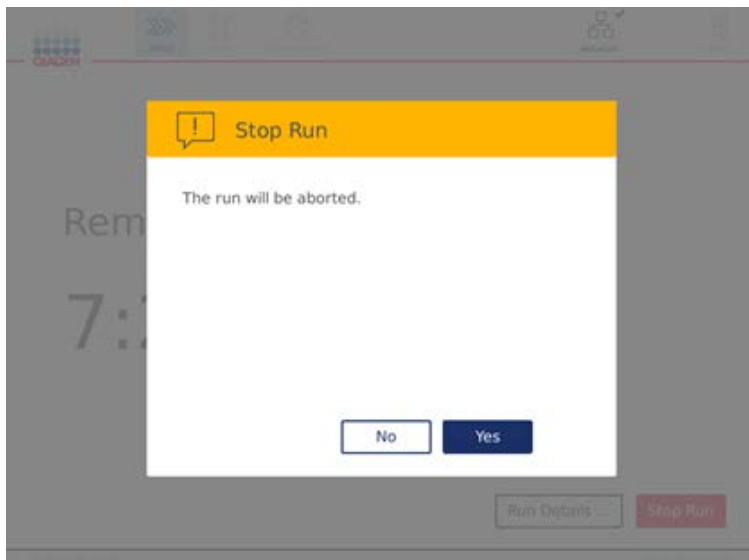 QIAGEN
Stop Run
The run will be aborted.
Rem
7:
No
Yes
Run Details ...
Stop Run